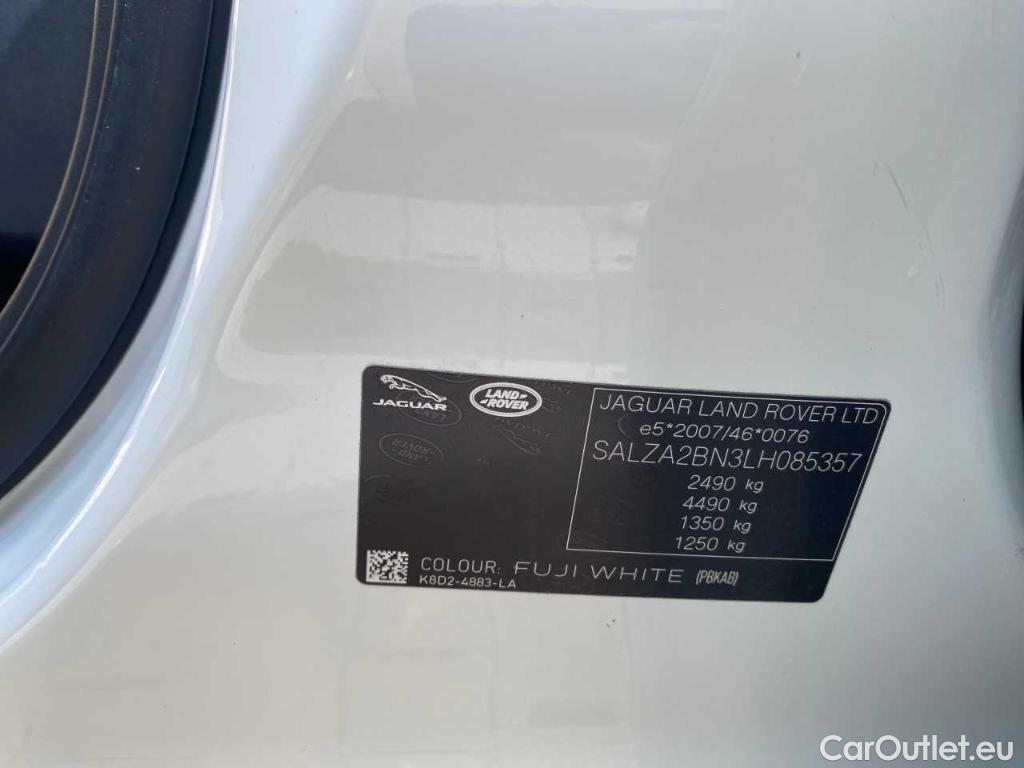 JAGUAR
LAND
ROVER
JAGUAR LAND ROVER LTD
e5*2007/46*0076
SALZA2BN3LH085357
2490 kg
4490 kg
1350 kg
1250 kg
COLOUR: FUJI WHITE (PBKAB)
K8D2-4883-LA
CarOutlet.eu